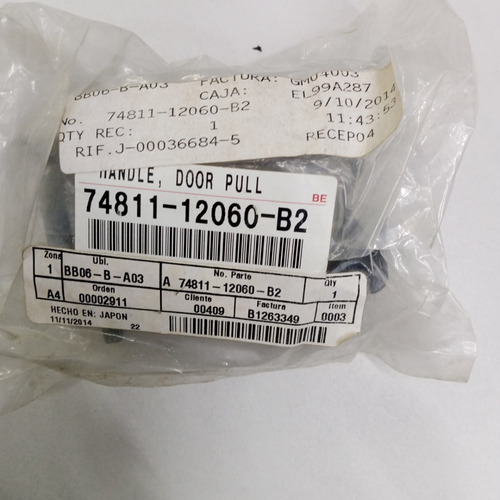 BB06-B-A03 FACTURA: GM04003
CAJA: EL99A287
No. 74811-12060-B2 9/10/2014
QTY REC: 1 11:43:53
RIF.J-00036684-5 RECEP04
HANDLE, DOOR PULL
BE
74811-12060-B2
Zona Ubl. No. Parte Qty
1 BB06-B-A03 A 74811-12060-B2 1
Orden Cliente Factura Item
A4 00002911 00409 B1263349 0003
HECHO EN: JAPON
11/11/2014 22